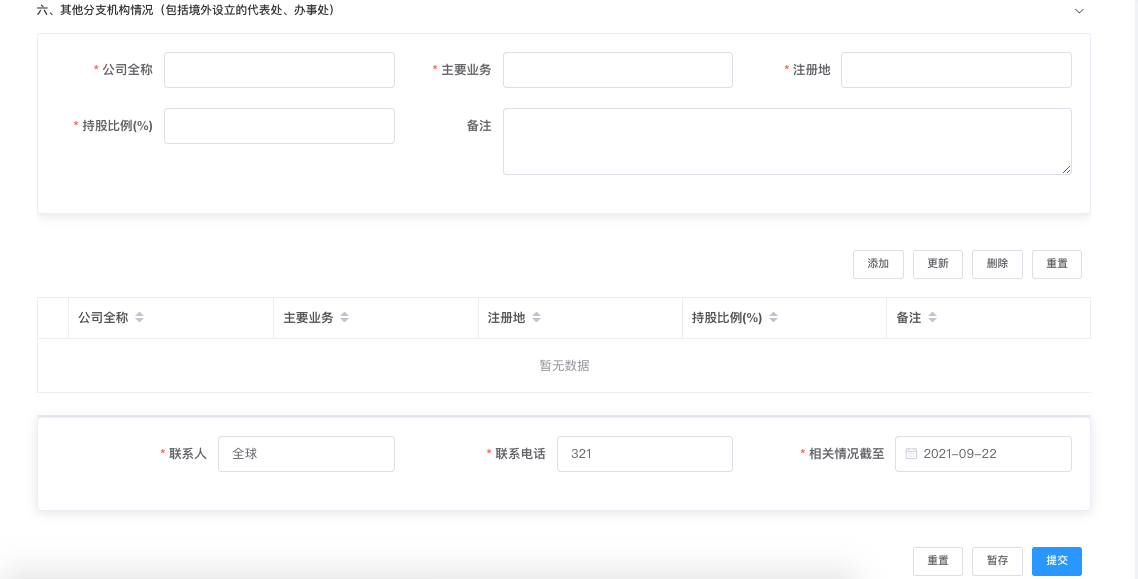 六、其他分支机构情况（包括境外设立的代表处、办事处）
* 公司全称 * 主要业务 * 注册地
* 持股比例(%) 备注
添加 更新 删除 重置
公司全称 主要业务 注册地 持股比例(%) 备注
暂无数据
* 联系人 全球 * 联系电话 321 * 相关情况截至 2021-09-22
重置 暂存 提交